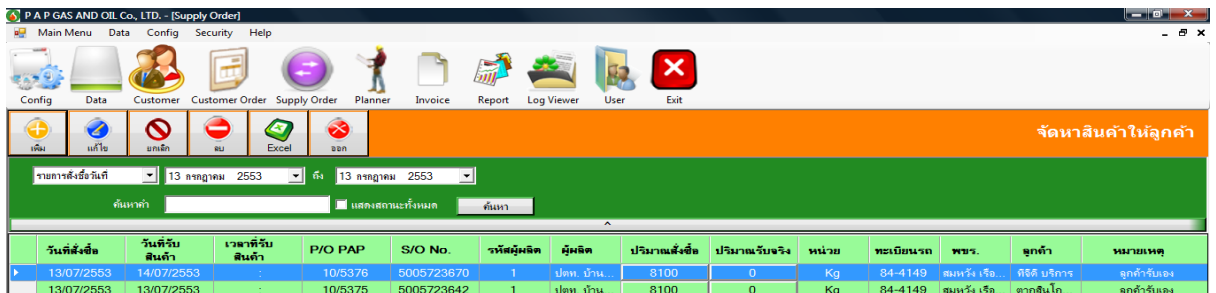 P A P GAS AND OIL Co., LTD. - [Supply Order]
Main Menu Data Config Security Help
Config Data Customer Customer Order Supply Order Planner Invoice Report Log Viewer User Exit
จัดหาสินค้าให้ลูกค้า
เพิ่ม แก้ไข ยกเลิก ลบ Excel ออก
รายการสั่งซื้อวันที่ 13 กรกฎาคม 2553 ถึง 13 กรกฎาคม 2553
ค้นหาคำ แสดงสถานะทั้งหมด ค้นหา
วันที่สั่งซื้อ วันที่รับสินค้า เวลาที่รับสินค้า P/O PAP S/O No. รหัสผู้ผลิต ผู้ผลิต ปริมาณสั่งซื้อ ปริมาณรับจริง หน่วย ทะเบียนรถ พขร. ลูกค้า หมายเหตุ
13/07/2553 14/07/2553 : 10/5376 5005723670 1 ปตท. บ้าน... 8100 0 Kg 84-4149 สมหวัง เรือ... พิธิดี บริการ ลูกค้ารับเอง
13/07/2553 13/07/2553 : 10/5375 5005723642 1 ปตท. บ้าน... 8100 0 Kg 84-4149 สมหวัง เรือ... ลูกค้ารับเอง